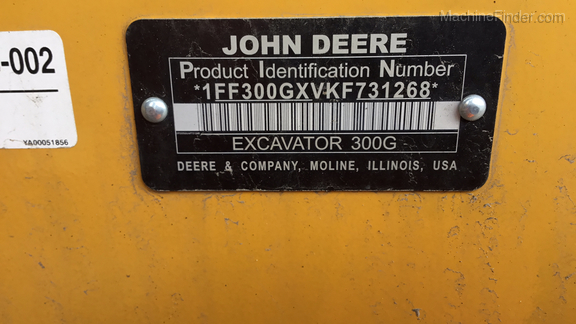 MachineFinder.com
-002
YA00051856
JOHN DEERE
Product Identification Number
*1FF300GXVKF731268*
EXCAVATOR 300G
DEERE & COMPANY, MOLINE, ILLINOIS, USA